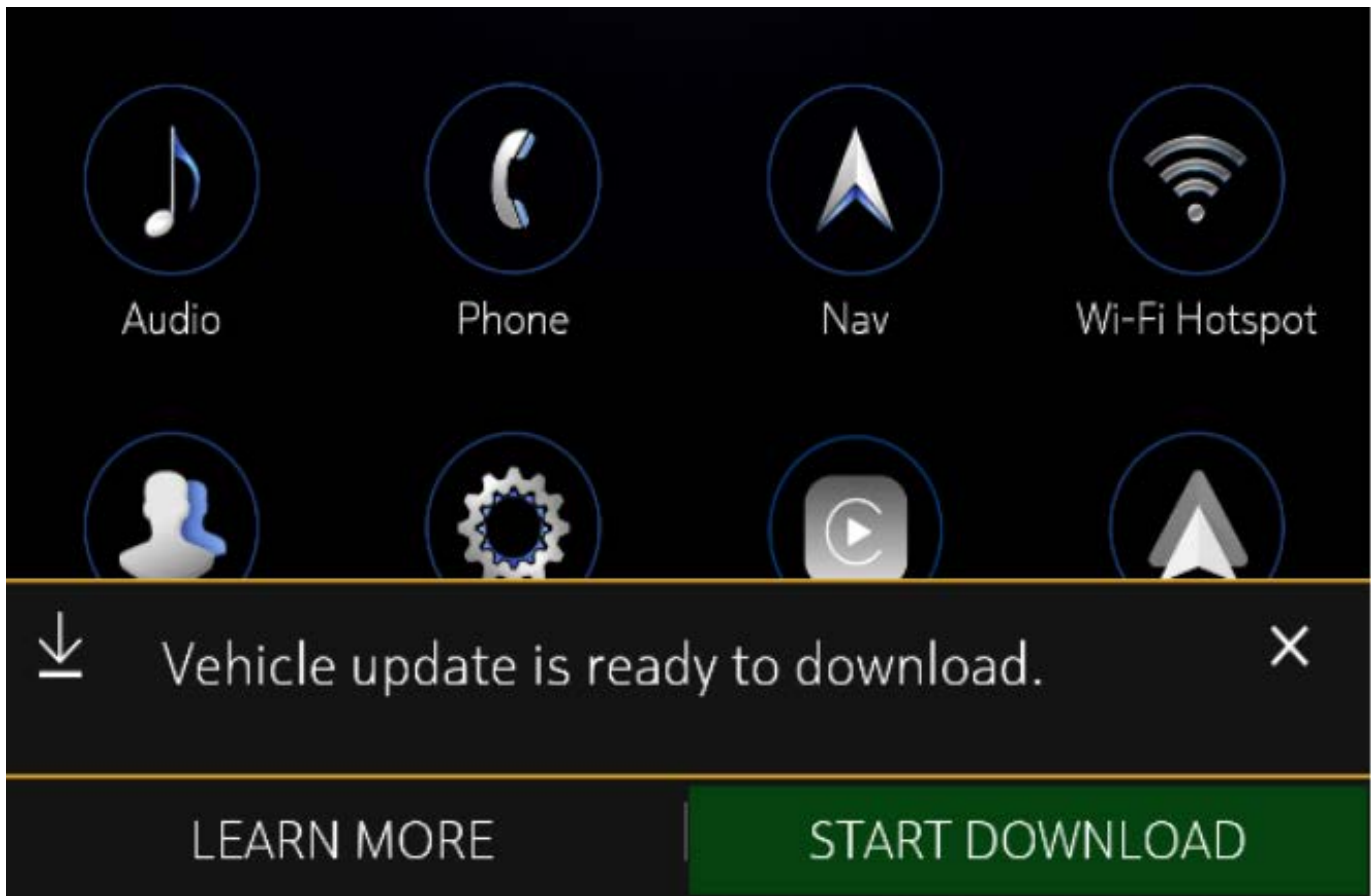 Audio Phone Nav Wi-Fi Hotspot
Vehicle update is ready to download.
LEARN MORE START DOWNLOAD